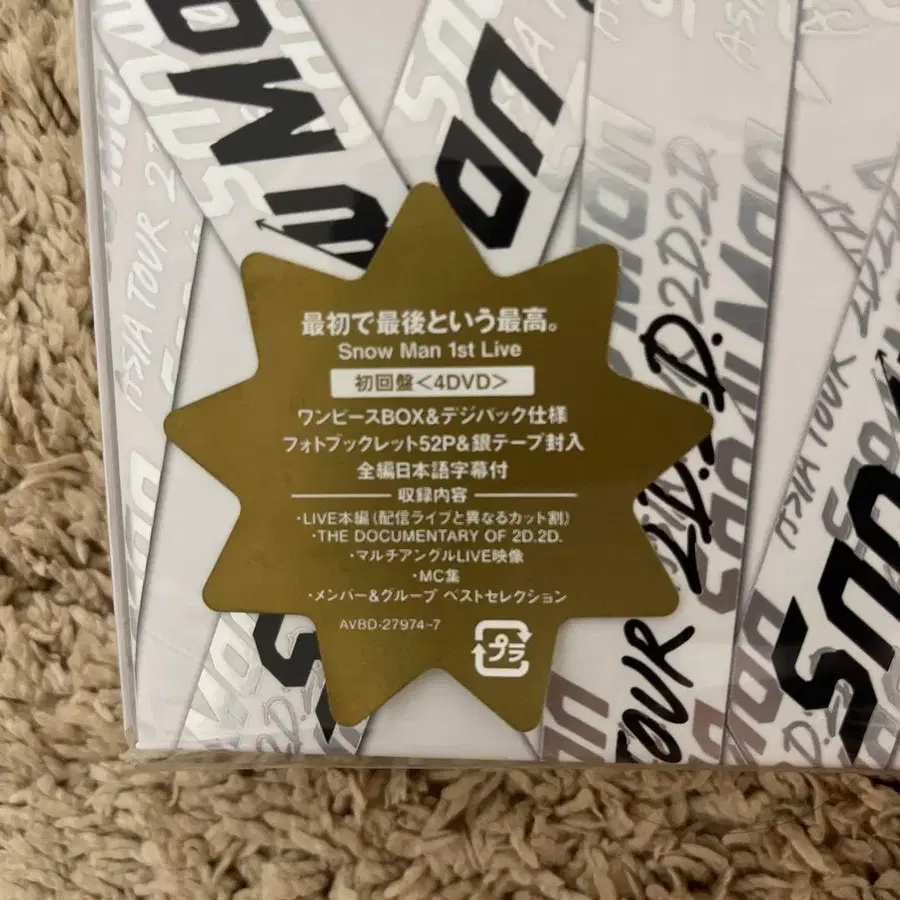 Snow Man
ASIA TOUR 2D.2D.
最初で最後という最高。
Snow Man 1st Live
初回盤<4DVD>
ワンピースBOX&デジパック仕様
フォトブックレット52P&銀テープ封入
全編日本語字幕付
収録内容
・LIVE本編(配信ライブと異なるカット割)
・THE DOCUMENTARY OF 2D.2D.
・マルチアングルLIVE映像
・MC集
・メンバー&グループ ベストセレクション
AVBD-27974~7
プラ
TOUR 2D.2D.